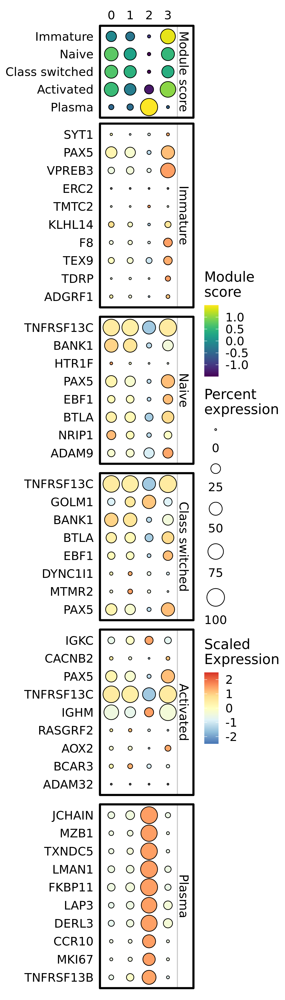 0 1 2 3
Immature
Naive
Class switched
Activated
Plasma
Module score
SYT1
PAX5
VPREB3
ERC2
TMTC2
KLHL14
F8
TEX9
TDRP
ADGRF1
Immature
TNFRSF13C
BANK1
HTR1F
PAX5
EBF1
BTLA
NRIP1
ADAM9
Naive
TNFRSF13C
GOLM1
BANK1
BTLA
EBF1
DYNC1I1
MTMR2
PAX5
Class switched
IGKC
CACNB2
PAX5
TNFRSF13C
IGHM
RASGRF2
AOX2
BCAR3
ADAM32
Activated
JCHAIN
MZB1
TXNDC5
LMAN1
FKBP11
LAP3
DERL3
CCR10
MKI67
TNFRSF13B
Plasma
Module
score
1.0
0.5
0.0
-0.5
-1.0
Percent
expression
0
25
50
75
100
Scaled
Expression
2
1
0
-1
-2